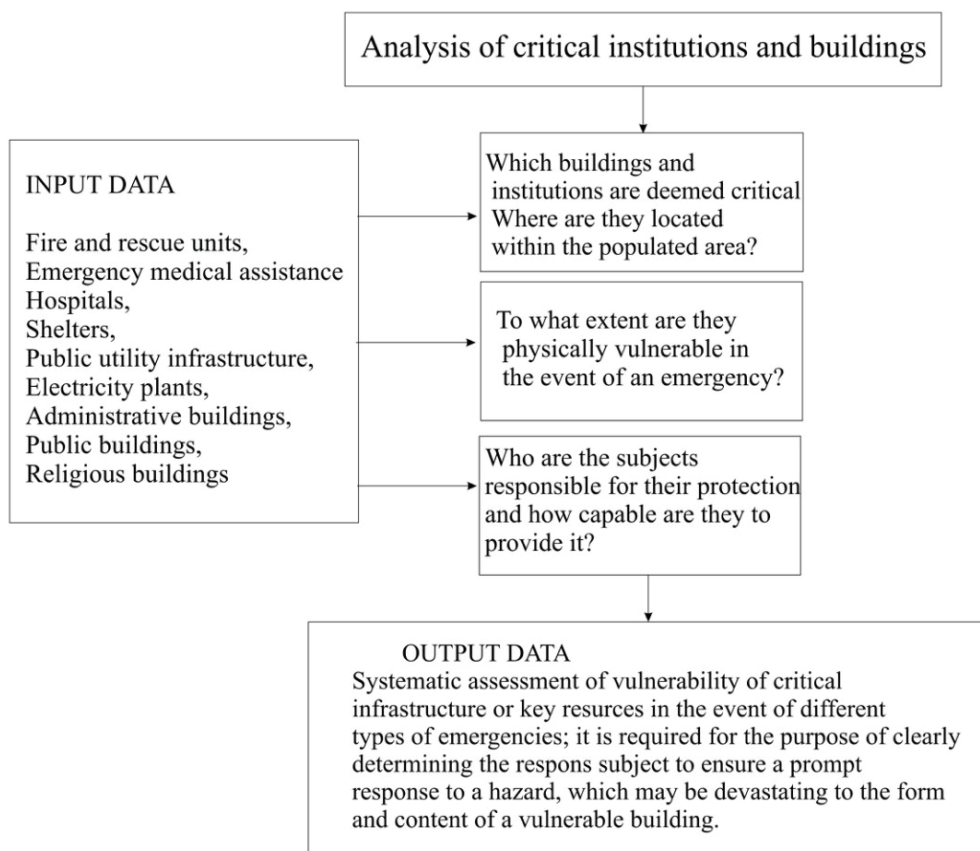 Analysis of critical institutions and buildings
INPUT DATA
Fire and rescue units,
Emergency medical assistance
Hospitals,
Shelters,
Public utility infrastructure,
Electricity plants,
Administrative buildings,
Public buildings,
Religious buildings
Which buildings and
institutions are deemed critical
Where are they located
within the populated area?
To what extent are they
physically vulnerable in
the event of an emergency?
Who are the subjects
responsible for their protection
and how capable are they to
provide it?
OUTPUT DATA
Systematic assessment of vulnerability of critical
infrastructure or key resurces in the event of different
types of emergencies; it is required for the purpose of clearly
determining the respons subject to ensure a prompt
response to a hazard, which may be devastating to the form
and content of a vulnerable building.